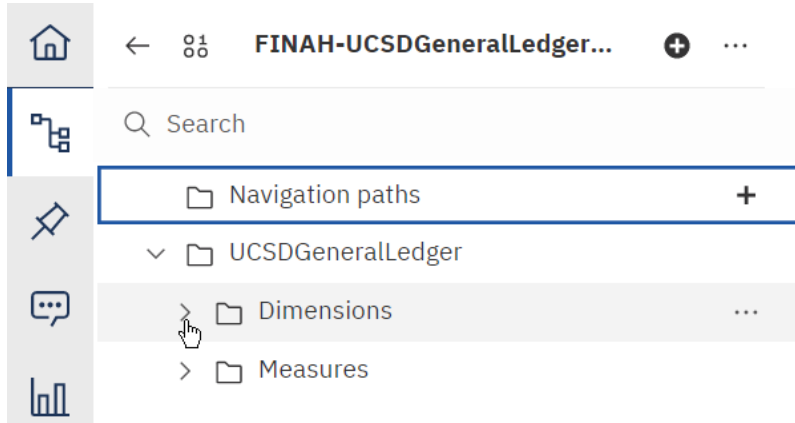 FINAH-UCSDGeneralLedger...
Search
Navigation paths
UCSDGeneralLedger
Dimensions
Measures